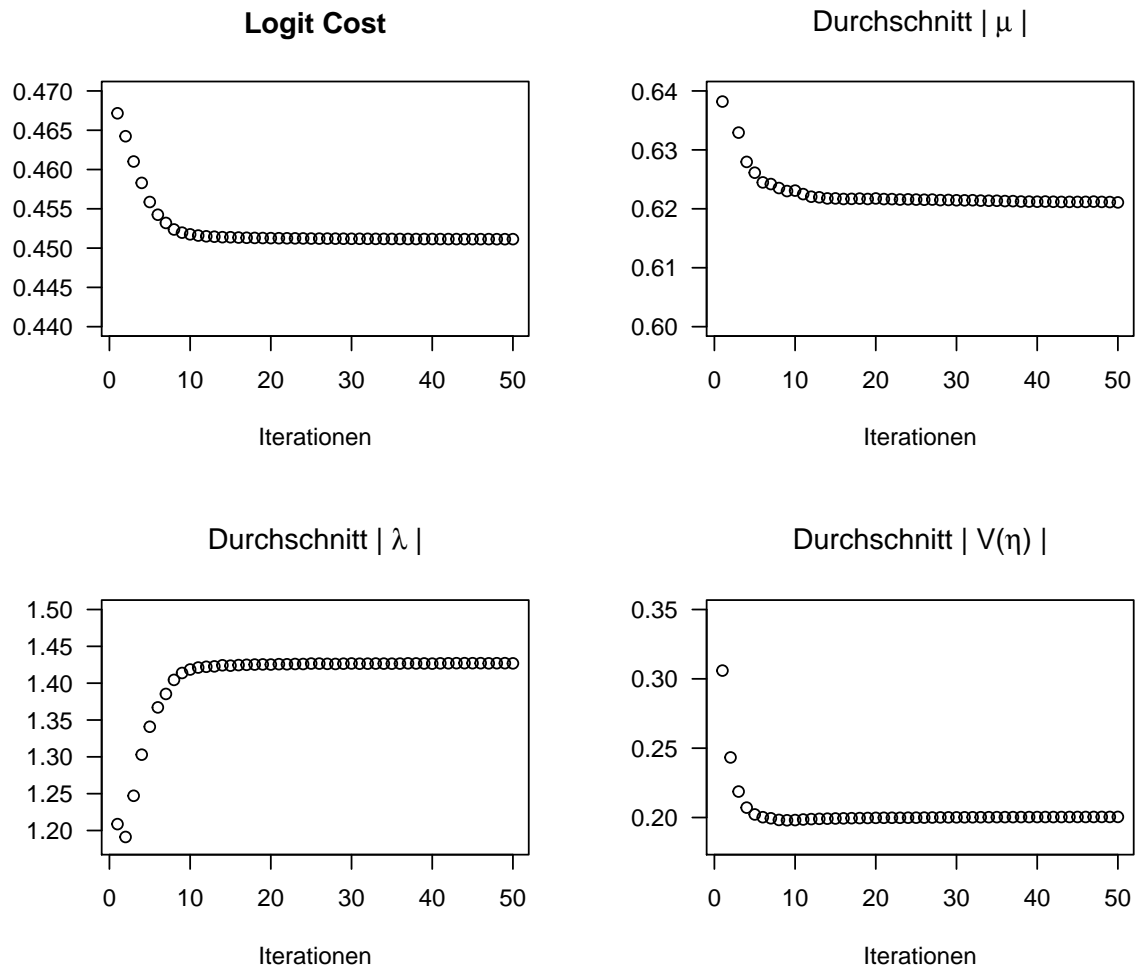 Logit Cost
0.470
0.465
0.460
0.455
0.450
0.445
0.440
0 10 20 30 40 50
Iterationen
Durchschnitt | μ |
0.64
0.63
0.62
0.61
0.60
0 10 20 30 40 50
Iterationen
Durchschnitt | λ |
1.50
1.45
1.40
1.35
1.30
1.25
1.20
0 10 20 30 40 50
Iterationen
Durchschnitt | V(η) |
0.35
0.30
0.25
0.20
0 10 20 30 40 50
Iterationen